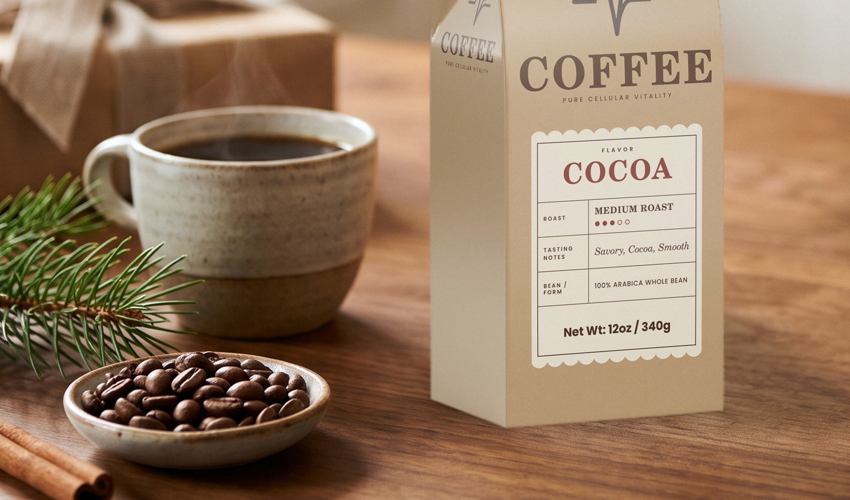 COFFEE
PURE CELLULAR VITALITY
COFFEE
PURE CELLULAR VITALITY
FLAVOR
COCOA
ROAST
MEDIUM ROAST
TASTING
NOTES
Savory, Cocoa, Smooth
BEAN /
FORM
100% ARABICA WHOLE BEAN
Net Wt: 12oz / 340g